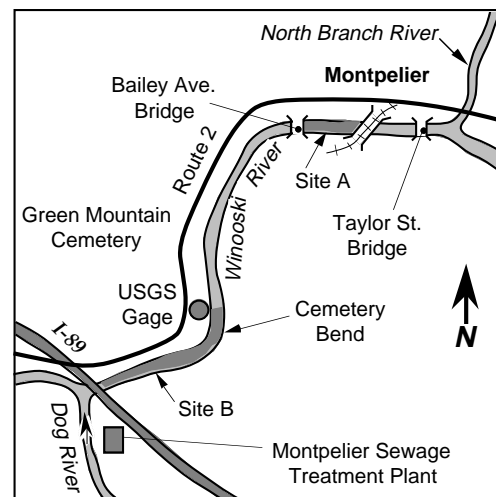 North Branch River
Montpelier
Bailey Ave.
Bridge
Route 2
River
Site A
Winooski
Green Mountain
Cemetery
Taylor St.
Bridge
USGS
Gage
Cemetery
Bend
N
I-89
Site B
Dog River
Montpelier Sewage
Treatment Plant